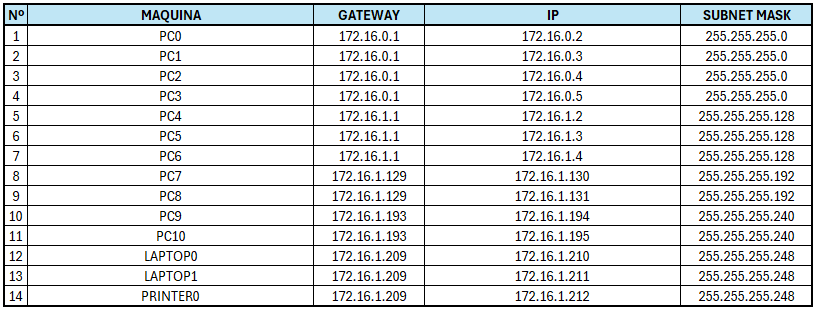 Nº MAQUINA GATEWAY IP SUBNET MASK
1 PC0 172.16.0.1 172.16.0.2 255.255.255.0
2 PC1 172.16.0.1 172.16.0.3 255.255.255.0
3 PC2 172.16.0.1 172.16.0.4 255.255.255.0
4 PC3 172.16.0.1 172.16.0.5 255.255.255.0
5 PC4 172.16.1.1 172.16.1.2 255.255.255.128
6 PC5 172.16.1.1 172.16.1.3 255.255.255.128
7 PC6 172.16.1.1 172.16.1.4 255.255.255.128
8 PC7 172.16.1.129 172.16.1.130 255.255.255.192
9 PC8 172.16.1.129 172.16.1.131 255.255.255.192
10 PC9 172.16.1.193 172.16.1.194 255.255.255.240
11 PC10 172.16.1.193 172.16.1.195 255.255.255.240
12 LAPTOP0 172.16.1.209 172.16.1.210 255.255.255.248
13 LAPTOP1 172.16.1.209 172.16.1.211 255.255.255.248
14 PRINTER0 172.16.1.209 172.16.1.212 255.255.255.248